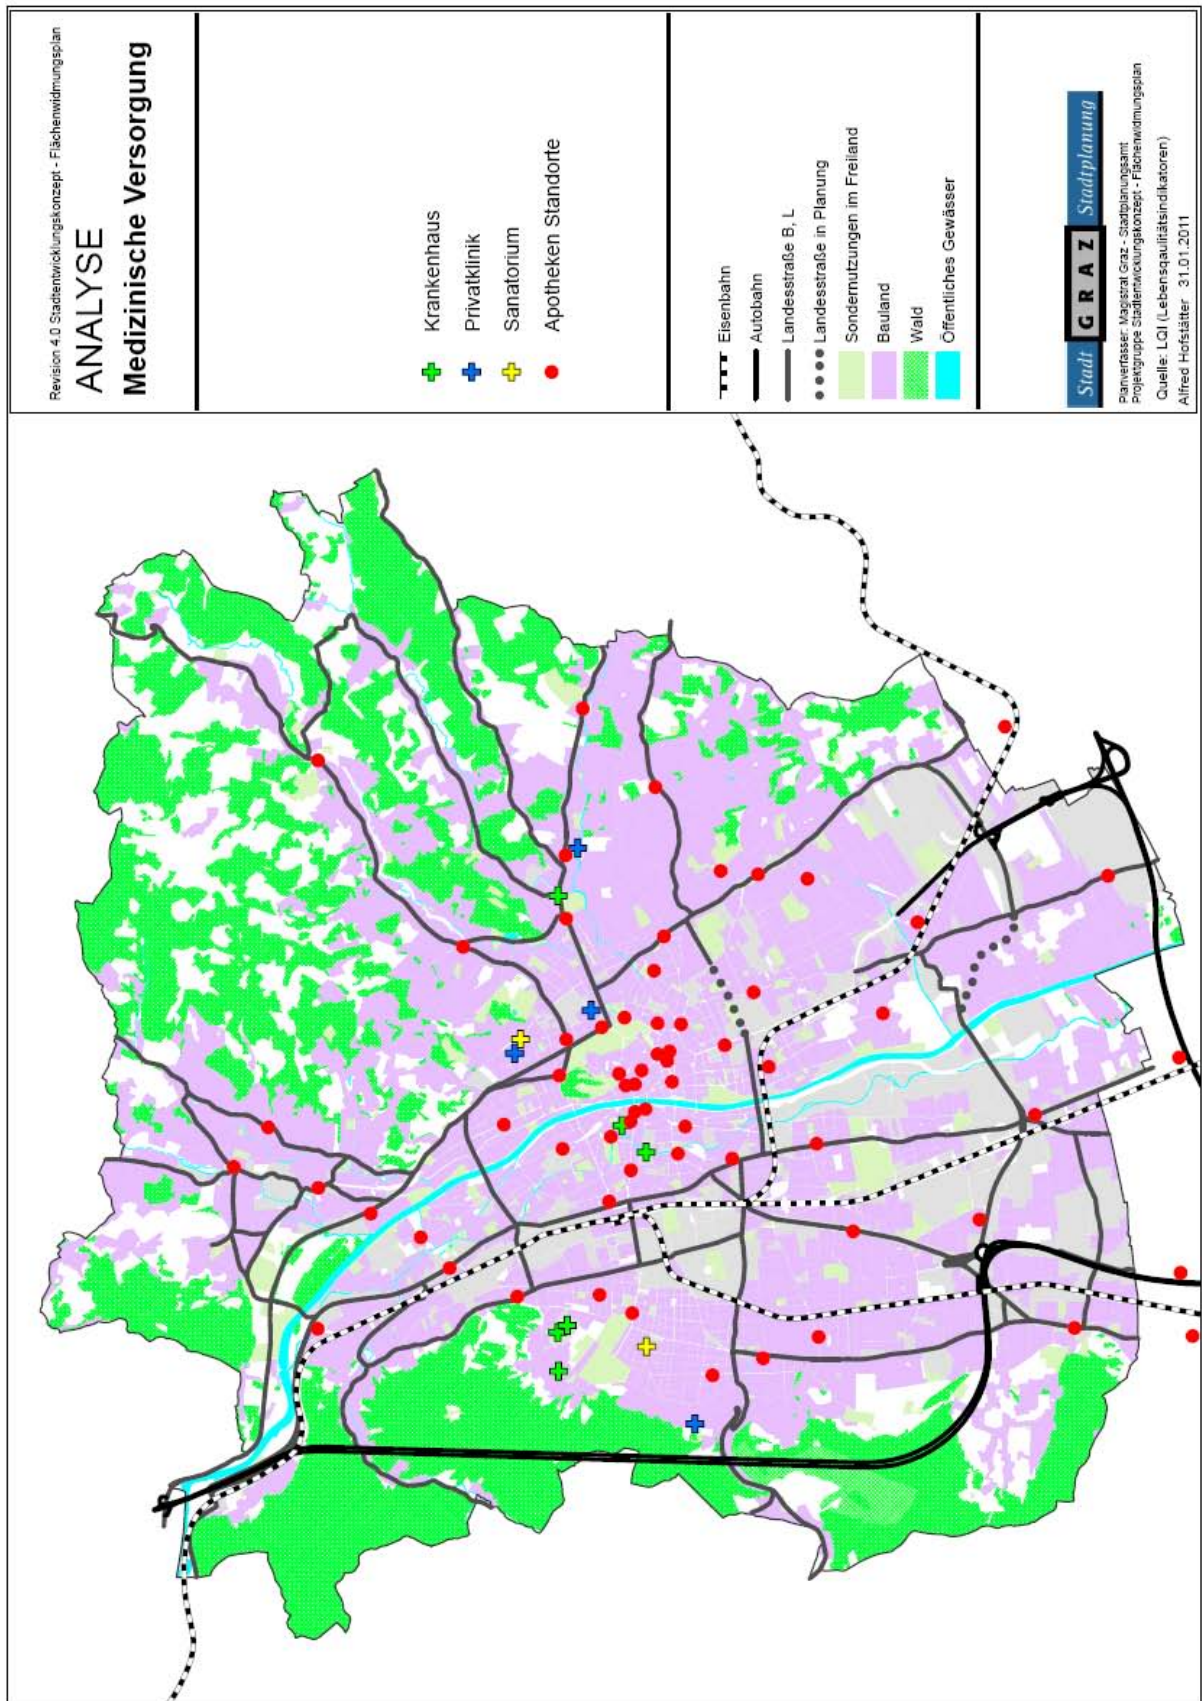 Revision 4.0 Stadtentwicklungskonzept - Flächenwidmungsplan
ANALYSE
Medizinische Versorgung
Krankenhaus
Privatklinik
Sanatorium
Apotheken Standorte
Eisenbahn
Autobahn
Landesstraße B, L
Landesstraße in Planung
Sondernutzungen im Freiland
Bauland
Wald
Öffentliches Gewässer
Stadt GRAZ Stadtplanung
Planverfasser: Magistrat Graz - Stadtplanungsamt
Projektgruppe Stadtentwicklungskonzept - Flächenwidmungsplan
Quelle: LQI (Lebensqaulitätsindikatoren)
Alfred Hofstätter 31.01.2011